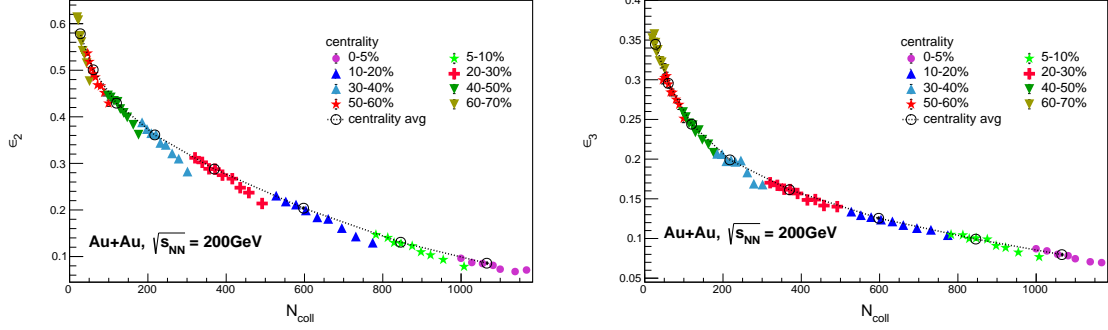 0.6
0.5
0.4
0.3
0.2
0.1
ϵ2
centrality
0-5% 5-10%
10-20% 20-30%
30-40% 40-50%
50-60% 60-70%
centrality avg
Au+Au, √sNN = 200GeV
0 200 400 600 800 1000
Ncoll
0.4
0.35
0.3
0.25
0.2
0.15
0.1
0.05
ϵ3
centrality
0-5% 5-10%
10-20% 20-30%
30-40% 40-50%
50-60% 60-70%
centrality avg
Au+Au, √sNN = 200GeV
0 200 400 600 800 1000
Ncoll